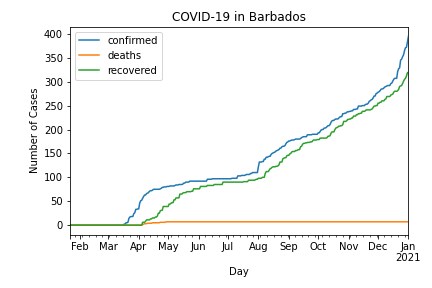 COVID-19 in Barbados
confirmed
deaths
recovered
Number of Cases
400
350
300
250
200
150
100
50
0
Feb Mar Apr May Jun Jul Aug Sep Oct Nov Dec Jan
2021
Day